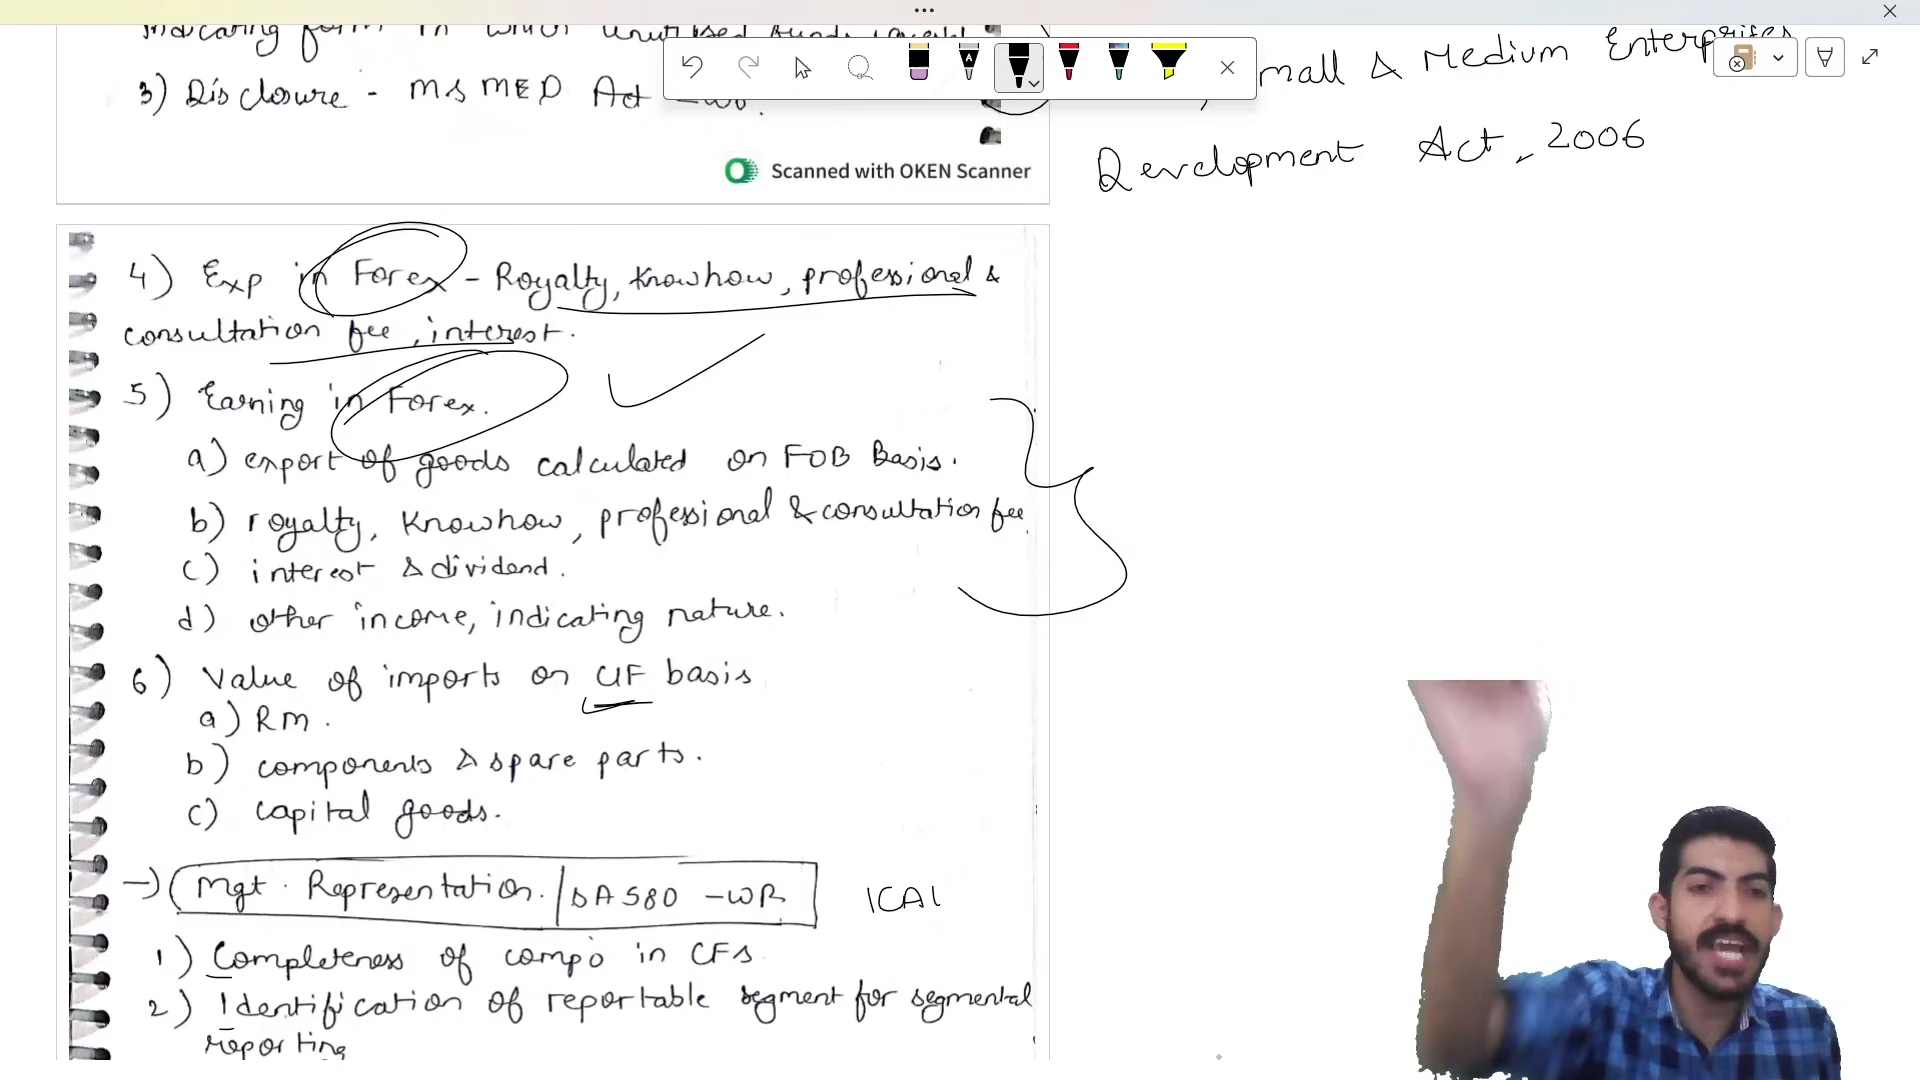 mall & Medium Enterprises
3) Disclosure - MSMED Act - WR.
Development Act, 2006
Scanned with OKEN Scanner
4) Exp in Forex - Royalty, Knowhow, professional &
consultation fee, interest.
5) Earning in Forex.
a) export of goods calculated on FOB Basis.
b) royalty, Knowhow, professional & consultation fee.
c) interest & dividend.
d) other income, indicating nature.
6) Value of imports on CIF basis
a) RM.
b) components & spare parts.
c) capital goods.
→ Mgt. Representation. / SA580 - WR
ICAI
1) Completeness of compo in CFS
2) Identification of reportable segment for segmental
reporting